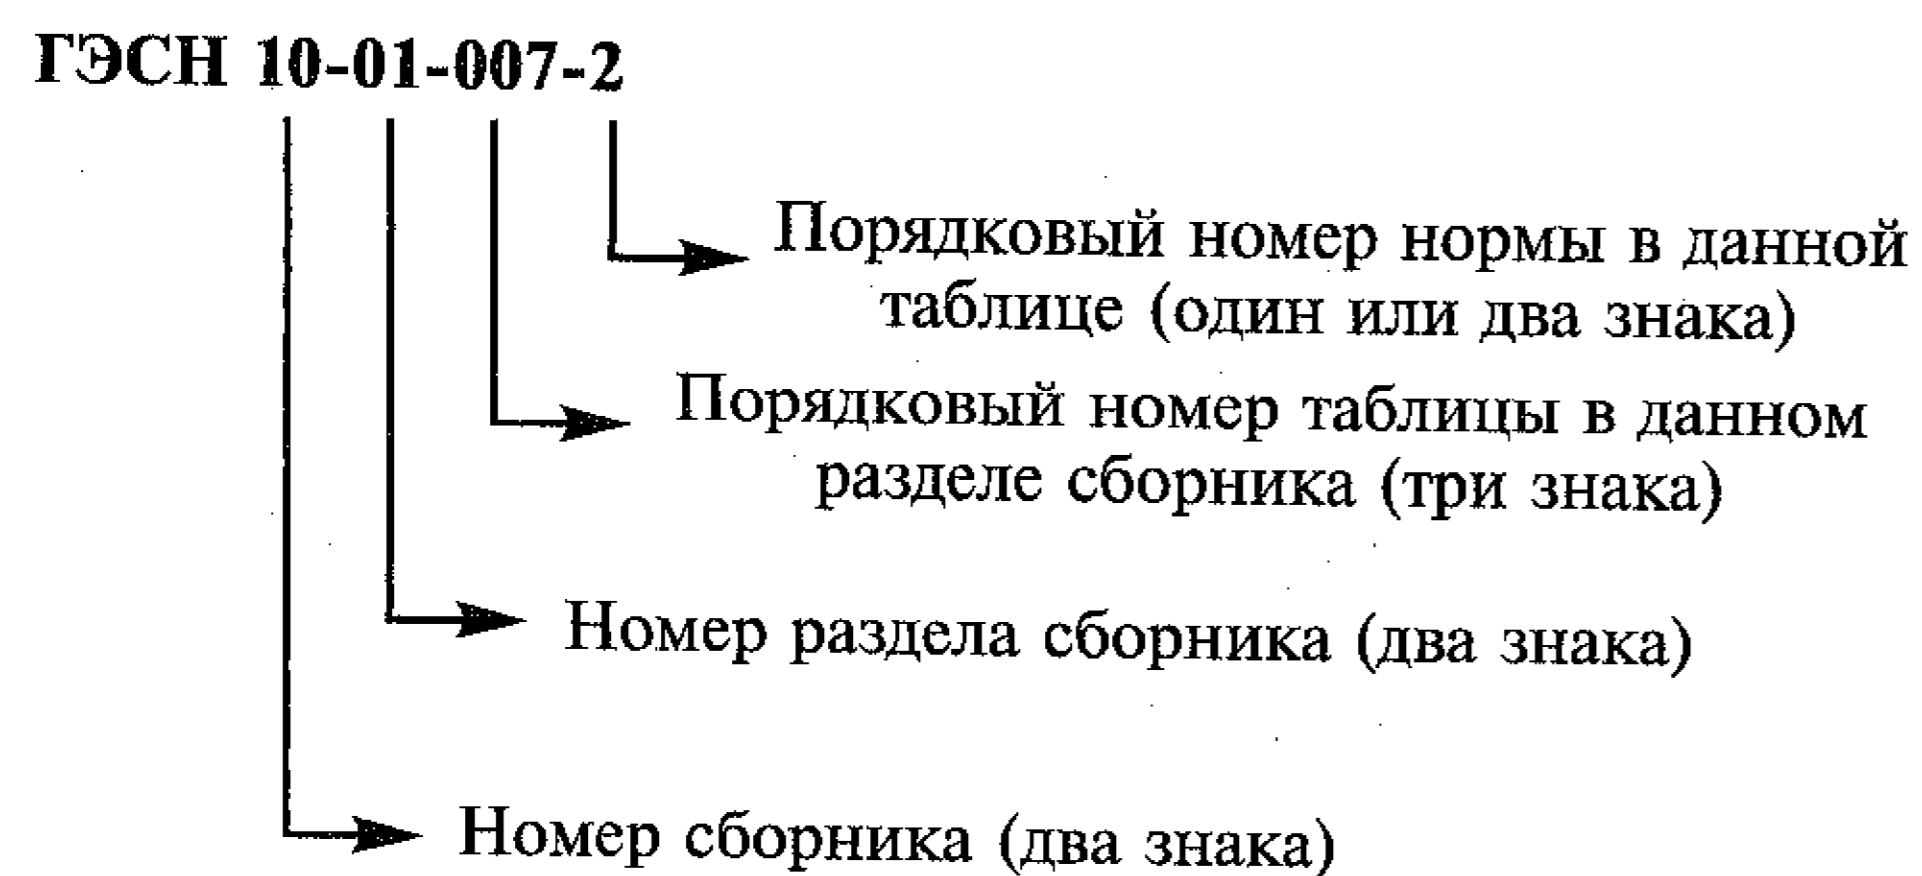 ГЭСН 10-01-007-2
Порядковый номер нормы в данной
таблице (один или два знака)
Порядковый номер таблицы в данном
разделе сборника (три знака)
Номер раздела сборника (два знака)
Номер сборника (два знака)